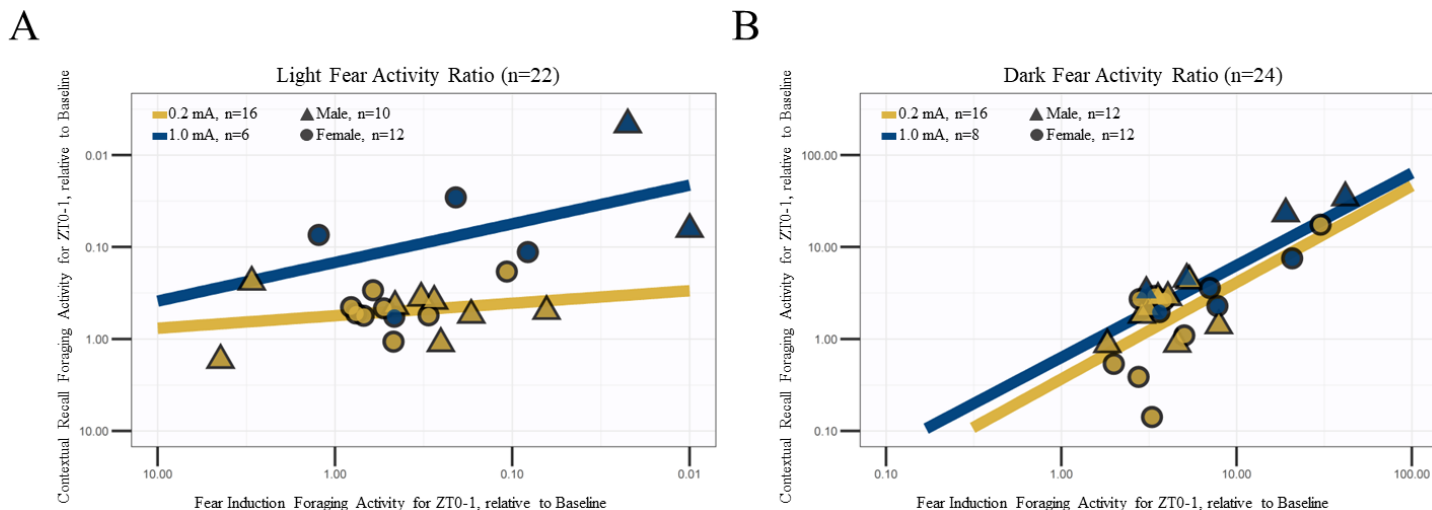 A
Light Fear Activity Ratio (n=22)
Contextual Recall Foraging Activity for ZT0-1, relative to Baseline
0.2 mA, n=16
Male, n=10
1.0 mA, n=6
Female, n=12
0.01
0.10
1.00
10.00
10.00
1.00
0.10
0.01
Fear Induction Foraging Activity for ZT0-1, relative to Baseline
B
Dark Fear Activity Ratio (n=24)
Contextual Recall Foraging Activity for ZT0-1, relative to Baseline
0.2 mA, n=16
Male, n=12
1.0 mA, n=8
Female, n=12
100.00
10.00
1.00
0.10
0.10
1.00
10.00
100.00
Fear Induction Foraging Activity for ZT0-1, relative to Baseline